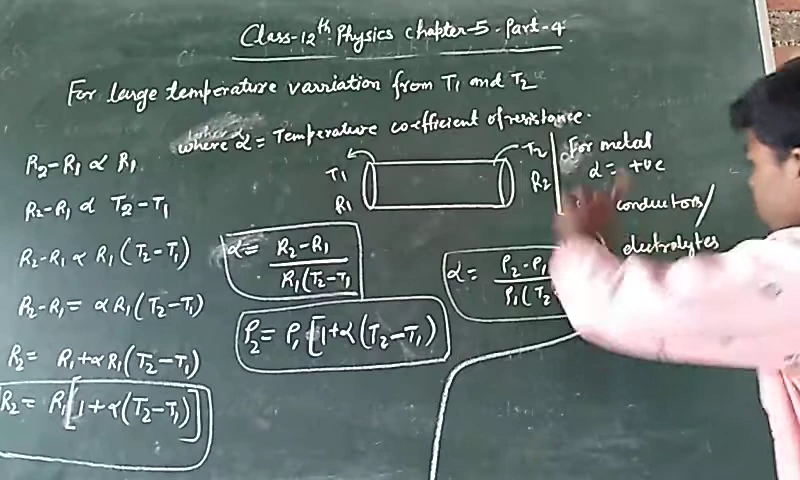 Class-12th Physics chapter-5-Part-4
For large temperature varriation from T1 and T2
where α = Temperature coefficient of resistance.
R2-R1 ∝ R1
R2-R1 ∝ T2-T1
R2-R1 ∝ R1(T2-T1)
R2-R1 = αR1(T2-T1)
R2 = R1+αR1(T2-T1)
R2 = R1[1+α(T2-T1)]
T1
R1
T2
R2
α = R2-R1
R1(T2-T1
ρ2 = ρ1[1+α(T2-T1)
For metal
α = +ve
conductors/
electrolytes
α = ρ2-ρ1
ρ1(T2